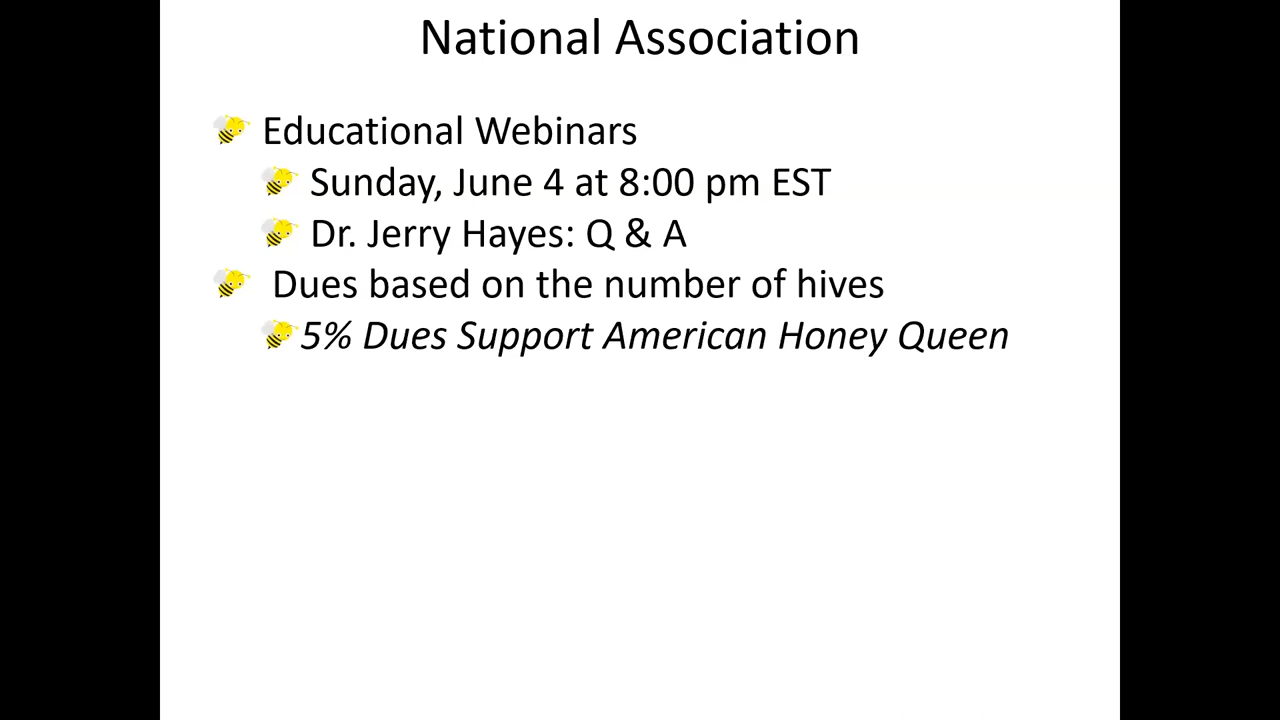 National Association
Educational Webinars
Sunday, June 4 at 8:00 pm EST
Dr. Jerry Hayes: Q & A
Dues based on the number of hives
5% Dues Support American Honey Queen